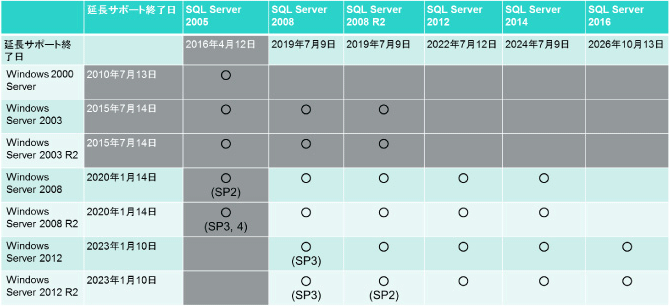 延長サポート終了日 SQL Server 2005 SQL Server 2008 SQL Server 2008 R2 SQL Server 2012 SQL Server 2014 SQL Server 2016
延長サポート終了日 2016年4月12日 2019年7月9日 2019年7月9日 2022年7月12日 2024年7月9日 2026年10月13日
Windows 2000 Server 2010年7月13日 〇
Windows 2003 2015年7月14日 〇 〇 〇
Windows Server 2003 R2 2015年7月14日 〇 〇 〇
Windows Server 2008 2020年1月14日 〇 (SP2) 〇 〇 〇 〇
Windows Server 2008 R2 2020年1月14日 〇 (SP3, 4) 〇 〇 〇 〇
Windows Server 2012 2023年1月10日 〇 (SP3) 〇 〇 〇 〇
Windows Server 2012 R2 2023年1月10日 〇 (SP3) 〇 (SP2) 〇 〇 〇